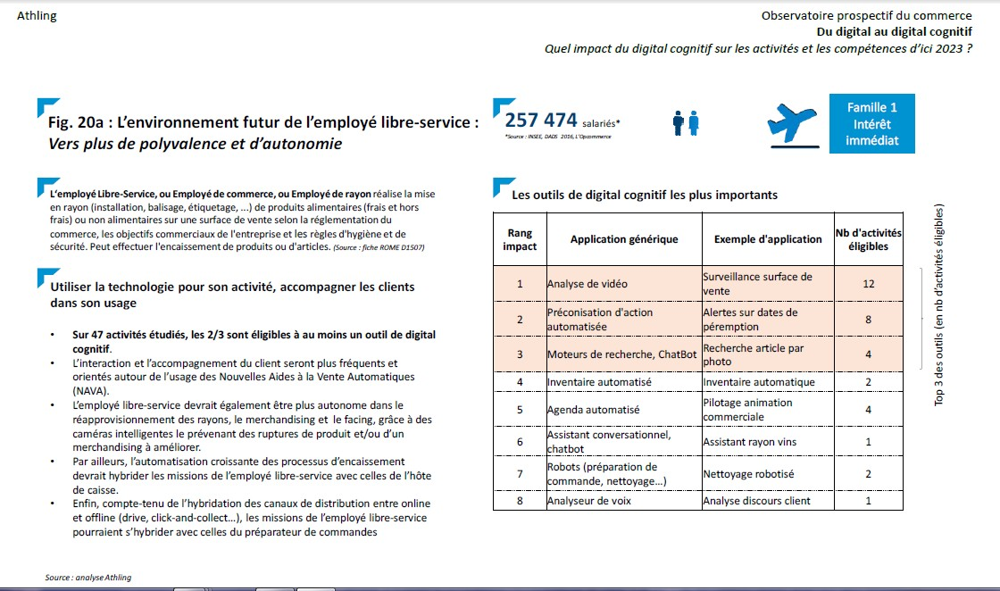 Athling
Observatoire prospectif du commerce
Du digital au digital cognitif
Quel impact du digital cognitif sur les activités et les compétences d'ici 2023 ?
Fig. 20a : L'environnement futur de l'employé libre-service :
Vers plus de polyvalence et d'autonomie
257 474 salariés*
*Source : INSEE, DADS 2016, L'Opcommerce
Famille 1
Intérêt
immédiat
L'employé Libre-Service, ou Employé de commerce, ou Employé de rayon réalise la mise
en rayon (installation, balisage, étiquetage, ...) de produits alimentaires (frais et hors
frais) ou non alimentaires sur une surface de vente selon la réglementation du
commerce, les objectifs commerciaux de l'entreprise et les règles d'hygiène et de
sécurité. Peut effectuer l'encaissement de produits ou d'articles. (Source : fiche ROME D1507)
Utiliser la technologie pour son activité, accompagner les clients
dans son usage
• Sur 47 activités étudiés, les 2/3 sont éligibles à au moins un outil de digital
cognitif.
• L'interaction et l'accompagnement du client seront plus fréquents et
orientés autour de l'usage des Nouvelles Aides à la Vente Automatiques
(NAVA).
• L'employé libre-service devrait également être plus autonome dans le
réapprovisionnement des rayons, le merchandising et le facing, grâce à des
caméras intelligentes le prévenant des ruptures de produit et/ou d'un
merchandising à améliorer.
• Par ailleurs, l'automatisation croissante des processus d'encaissement
devrait hybrider les missions de l'employé libre-service avec celles de l'hôte
de caisse.
• Enfin, compte-tenu de l'hybridation des canaux de distribution entre online
et offline (drive, click-and-collect…), les missions de l'employé libre-service
pourraient s'hybrider avec celles du préparateur de commandes
Source : analyse Athling
Les outils de digital cognitif les plus importants
Rang impact | Application générique | Exemple d'application | Nb d'activités éligibles
1 | Analyse de vidéo | Surveillance surface de vente | 12
2 | Préconisation d'action automatisée | Alertes sur dates de péremption | 8
3 | Moteurs de recherche, ChatBot | Recherche article par photo | 4
4 | Inventaire automatisé | Inventaire automatique | 2
5 | Agenda automatisé | Pilotage animation commerciale | 4
6 | Assistant conversationnel, chatbot | Assistant rayon vins | 1
7 | Robots (préparation de commande, nettoyage…) | Nettoyage robotisé | 2
8 | Analyseur de voix | Analyse discours client | 1
Top 3 des outils (en nb d'activités éligibles)